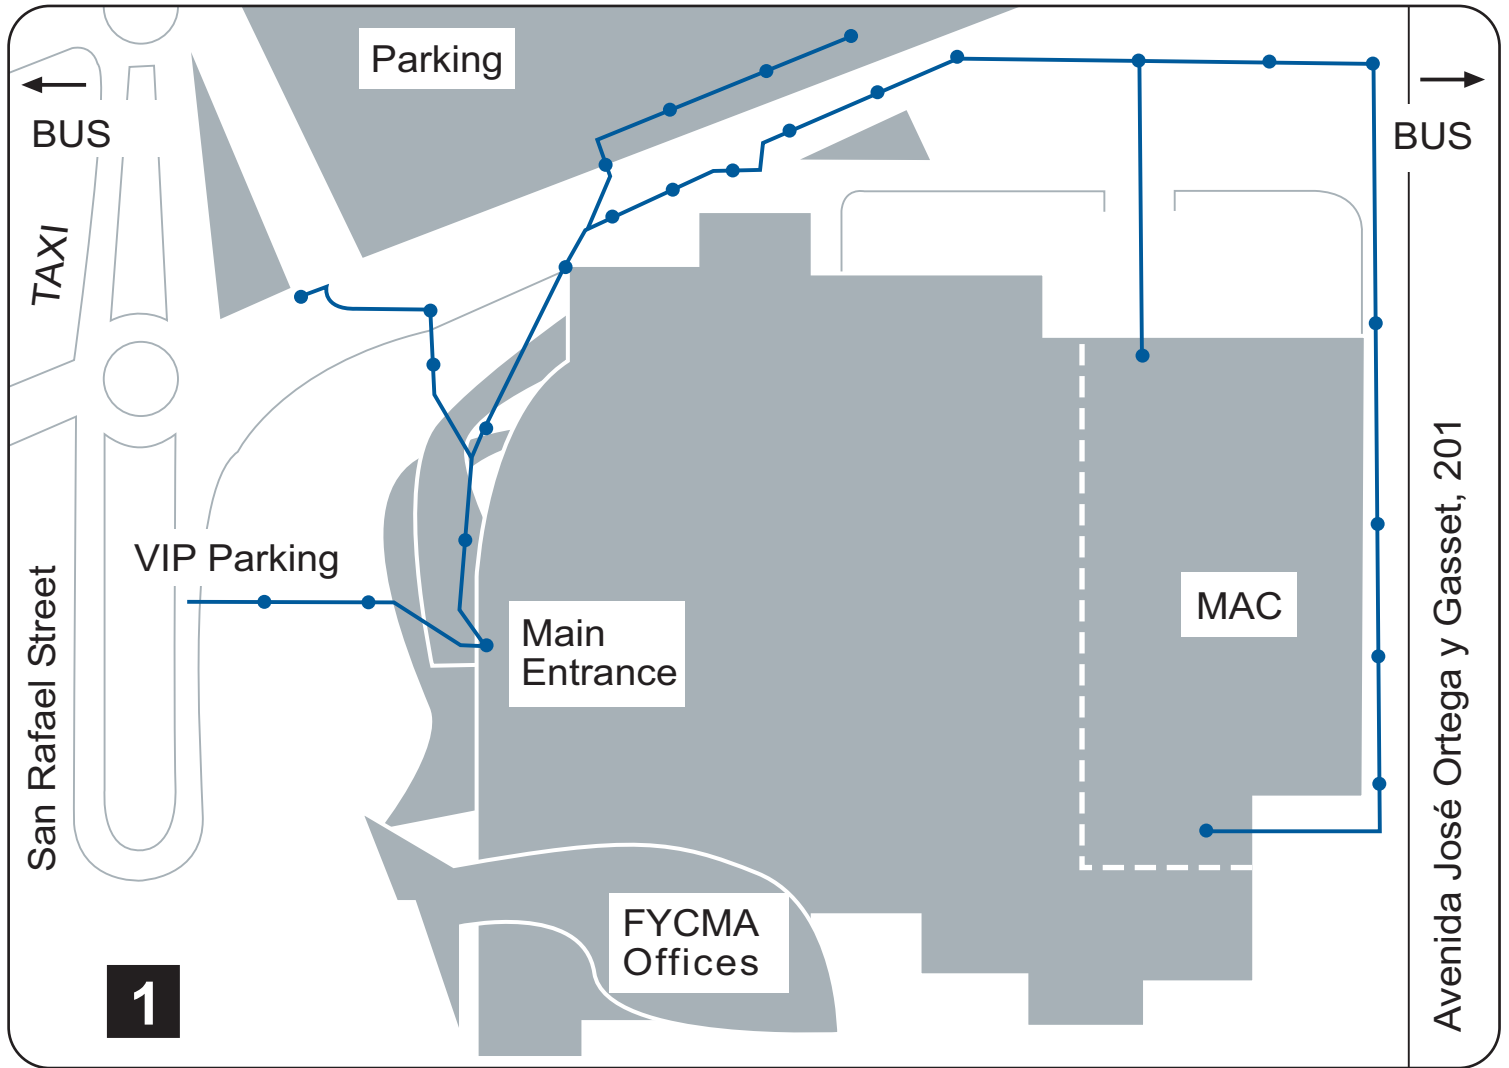 Parking
BUS
BUS
TAXI
VIP Parking
San Rafael Street
Main
Entrance
MAC
Avenida José Ortega y Gasset, 201
FYCMA
Offices
1